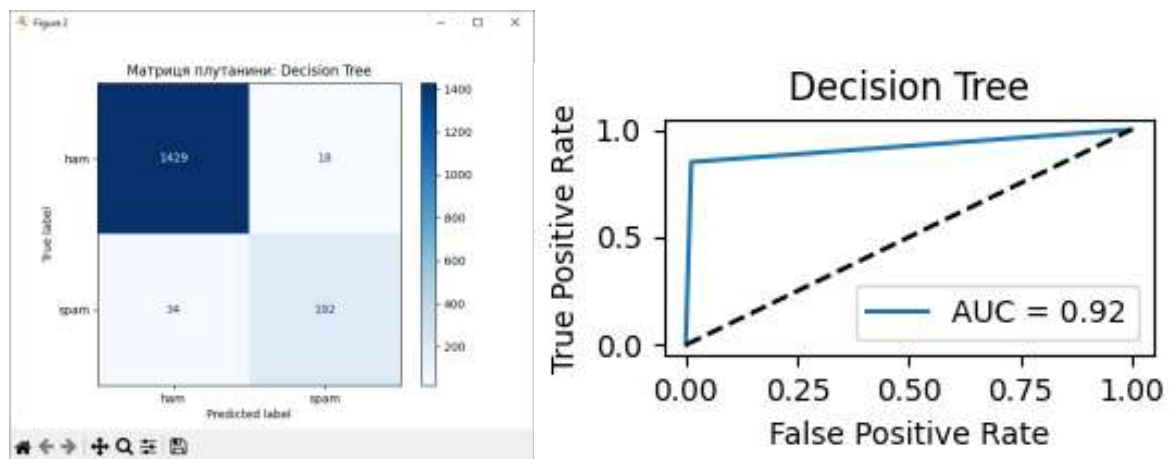 Figure 2
Матриця плутанини: Decision Tree
1400
1200
1000
800
600
400
200
ham
spam
1429
18
34
192
ham
spam
True label
Predicted label
Decision Tree
True Positive Rate
1.0
0.5
0.0
AUC = 0.92
0.00
0.25
0.50
0.75
1.00
False Positive Rate